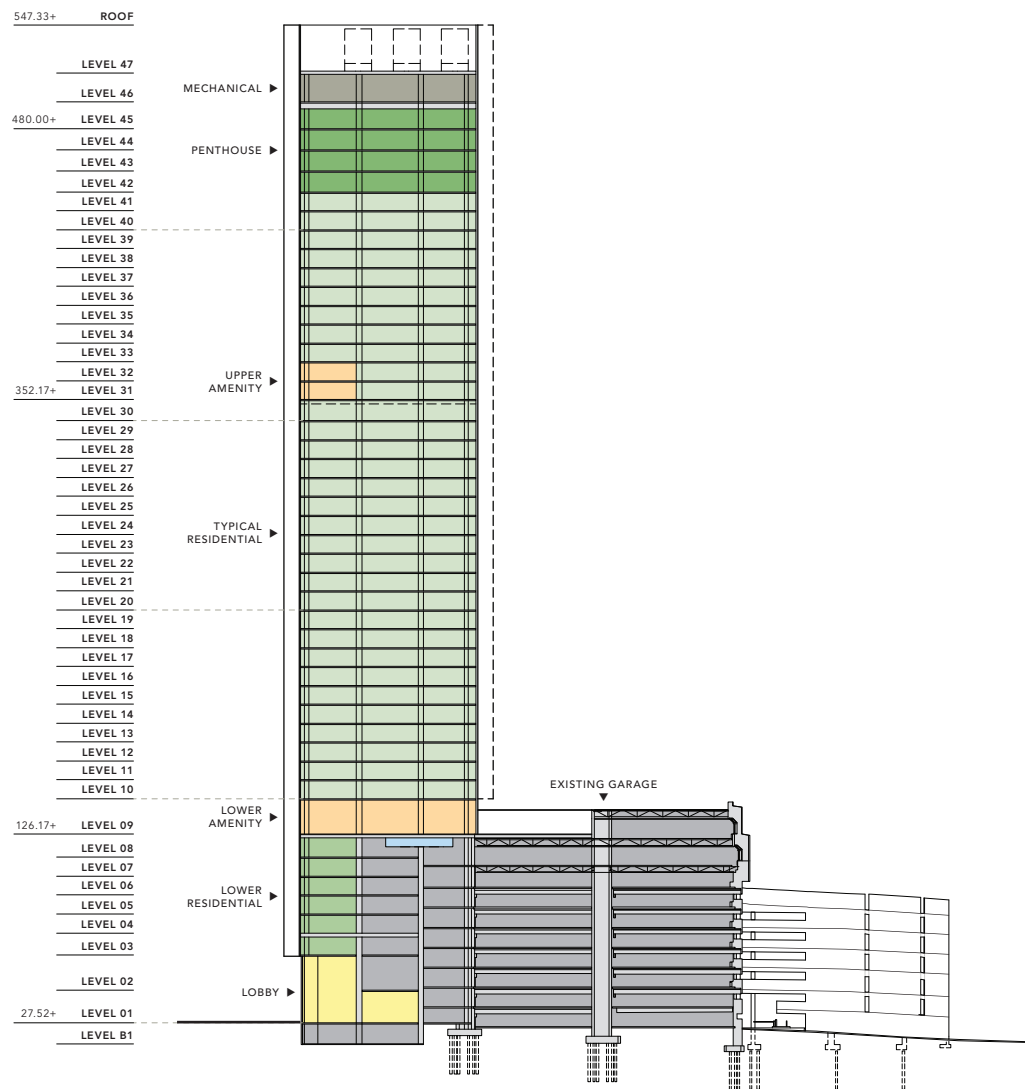 547.33+ ROOF
LEVEL 47
MECHANICAL
LEVEL 46
480.00+ LEVEL 45
LEVEL 44
PENTHOUSE
LEVEL 43
LEVEL 42
LEVEL 41
LEVEL 40
LEVEL 39
LEVEL 38
LEVEL 37
LEVEL 36
LEVEL 35
LEVEL 34
LEVEL 33
LEVEL 32
UPPER
AMENITY
352.17+ LEVEL 31
LEVEL 30
LEVEL 29
LEVEL 28
LEVEL 27
LEVEL 26
LEVEL 25
LEVEL 24
TYPICAL
RESIDENTIAL
LEVEL 23
LEVEL 22
LEVEL 21
LEVEL 20
LEVEL 19
LEVEL 18
LEVEL 17
LEVEL 16
LEVEL 15
LEVEL 14
LEVEL 13
LEVEL 12
LEVEL 11
EXISTING GARAGE
LEVEL 10
LOWER
AMENITY
126.17+ LEVEL 09
LEVEL 08
LEVEL 07
LEVEL 06
LOWER
RESIDENTIAL
LEVEL 05
LEVEL 04
LEVEL 03
LEVEL 02
LOBBY
27.52+ LEVEL 01
LEVEL B1